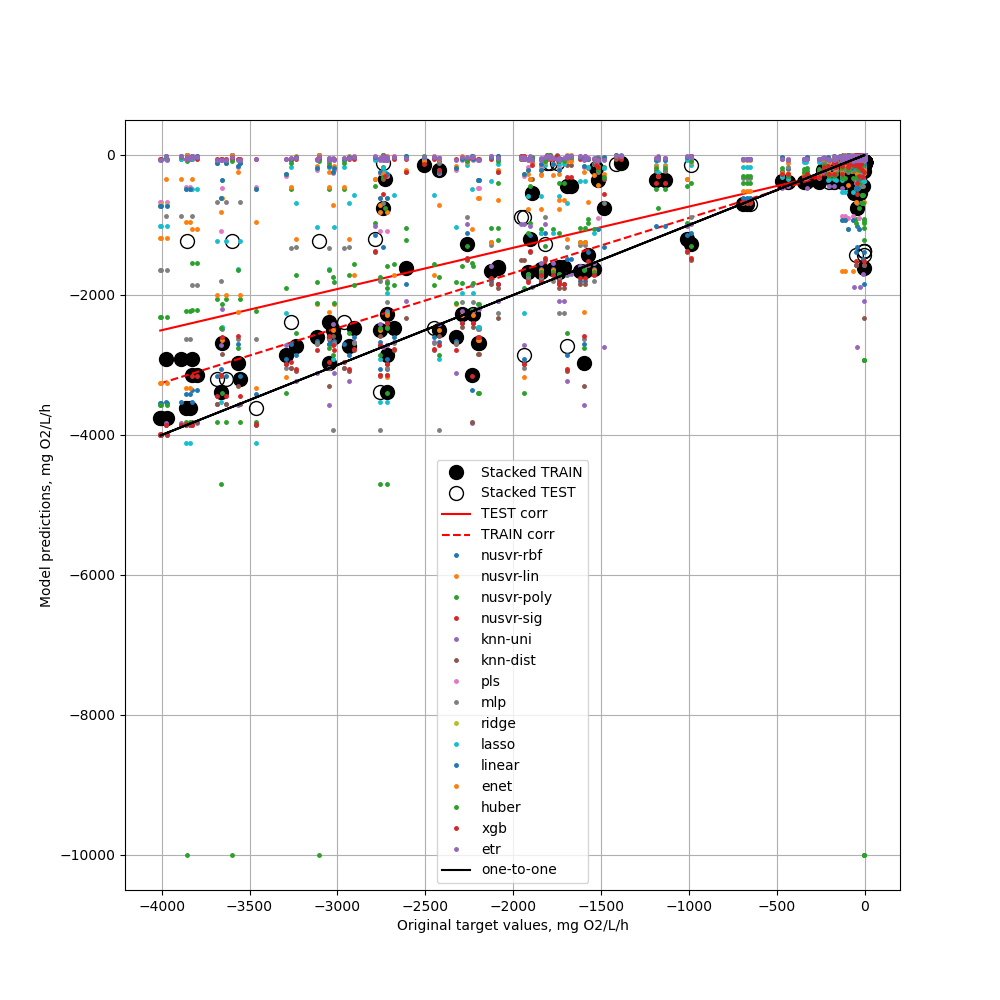 0
−2000
−4000
−6000
−8000
−10000
Model predictions, mg O2/L/h
Stacked TRAIN
Stacked TEST
TEST corr
TRAIN corr
nusvr-rbf
nusvr-lin
nusvr-poly
nusvr-sig
knn-uni
knn-dist
pls
mlp
ridge
lasso
linear
enet
huber
xgb
etr
one-to-one
−4000 −3500 −3000 −2500 −2000 −1500 −1000 −500 0
Original target values, mg O2/L/h